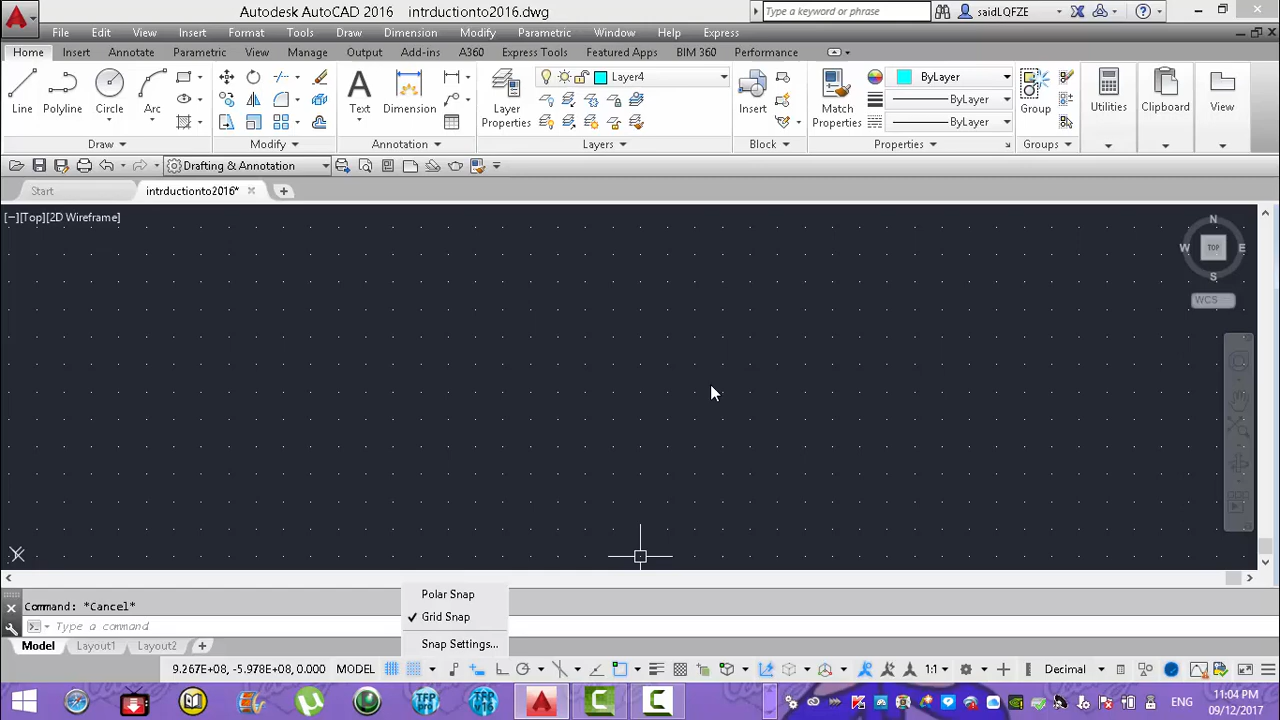 Autodesk AutoCAD 2016 intrductionto2016.dwg
Type a keyword or phrase
saidLQFZE
File Edit View Insert Format Tools Draw Dimension Modify Parametric Window Help Express
Home Insert Annotate Parametric View Manage Output Add-ins A360 Express Tools Featured Apps BIM 360 Performance
Line Polyline Circle Arc
Text Dimension
Layer Properties
Layer4
Insert
Match Properties
ByLayer
ByLayer
ByLayer
Group
Utilities
Clipboard
View
Draw Modify Annotation Layers Block Properties Groups
Drafting & Annotation
Start intrductionto2016*
[−][Top][2D Wireframe]
N
W TOP E
S
WCS
X
Command: *Cancel*
Type a command
Polar Snap
Grid Snap
Snap Settings...
Model Layout1 Layout2
9.267E+08, -5.978E+08, 0.000 MODEL 1:1 Decimal
TFP pro
TFP V16
ENG
11:04 PM
09/12/2017